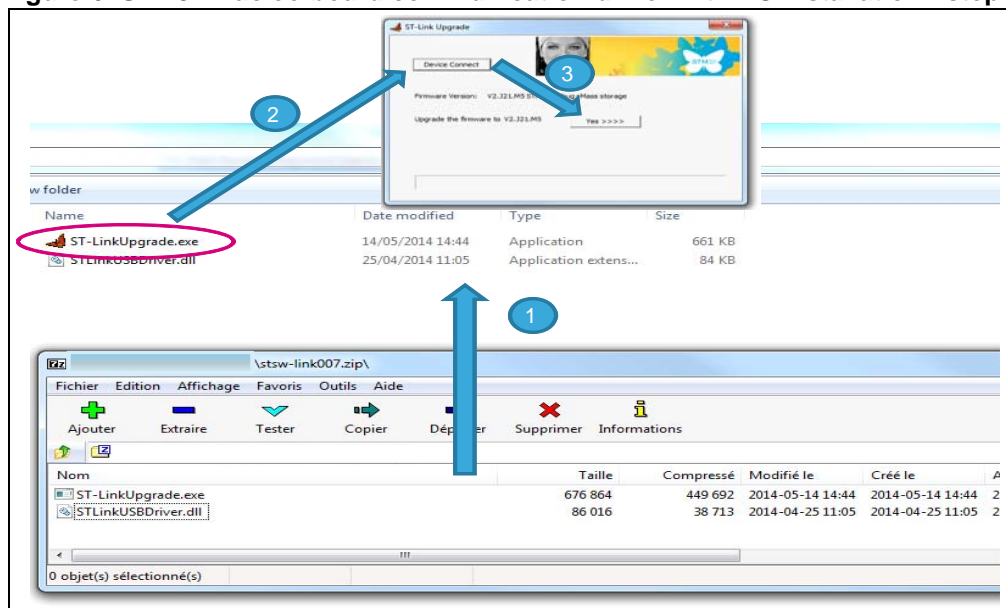 ST-Link Upgrade
Device Connect
3
Firmware Version: V2.J21.M5 Mass storage
2
Upgrade the firmware to V2.J21.M5 Yes >>>>
folder
Name Date modified Type Size
ST-LinkUpgrade.exe 14/05/2014 14:44 Application 661 KB
STLinkUSBDriver.dll 25/04/2014 11:05 Application extens... 84 KB
1
7z \stsw-link007.zip\
Fichier Edition Affichage Favoris Outils Aide
Ajouter Extraire Tester Copier Supprimer Informations
Nom Taille Compressé Modifié le Créé le A
ST-LinkUpgrade.exe 676 864 449 692 2014-05-14 14:44 2014-05-14 14:44 2
STLinkUSBDriver.dll 86 016 38 713 2014-04-25 11:05 2014-04-25 11:05 2
0 objet(s) sélectionné(s)